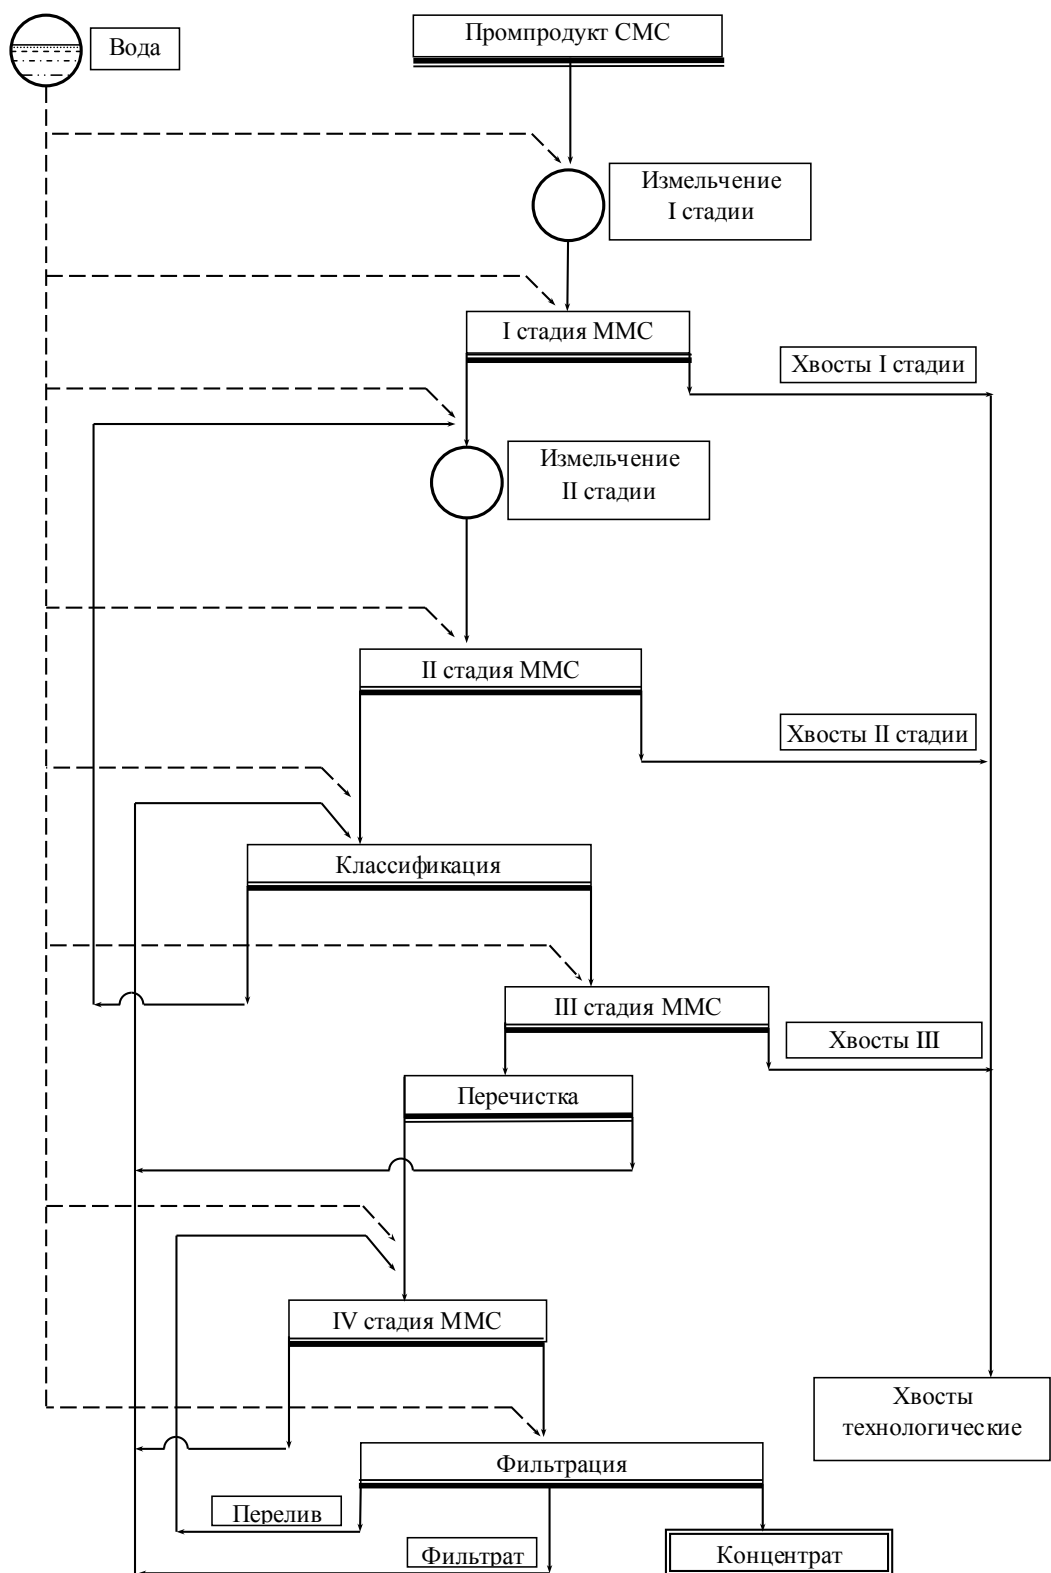 Вода
Промпродукт СМС
Измельчение
I стадии
I стадия ММС
Хвосты I стадии
Измельчение
II стадии
II стадия ММС
Хвосты II стадии
Классификация
III стадия ММС
Хвосты III
Перечистка
IV стадия ММС
Хвосты
технологические
Фильтрация
Перелив
Фильтрат
Концентрат